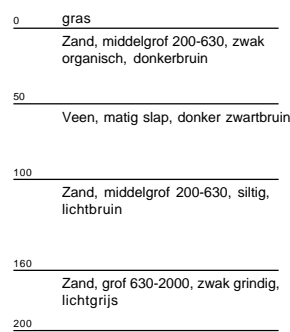 0 gras
Zand, middelgrof 200-630, zwak
organisch, donkerbruin
50
Veen, matig slap, donker zwartbruin
100
Zand, middelgrof 200-630, siltig,
lichtbruin
160
Zand, grof 630-2000, zwak grindig,
lichtgrijs
200